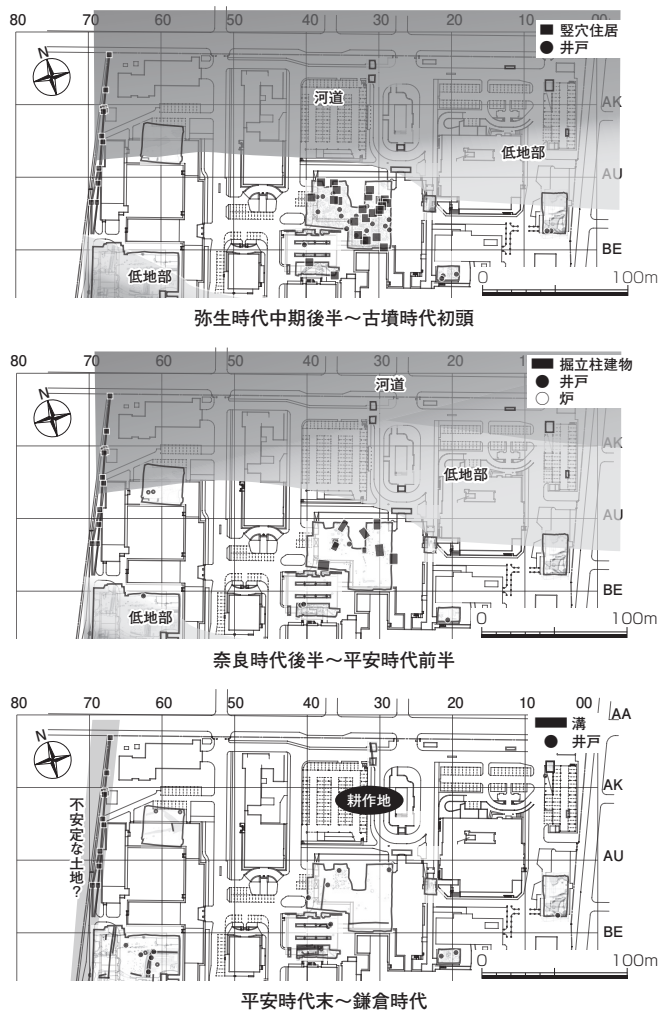 80 70 60 50 40 30 20 10 00
N
■ 竪穴住居
● 井戸
河道
AK
低地部
AU
低地部
BE
0 100m
弥生時代中期後半～古墳時代初頭
80 70 60 50 40 30 20 10
N
河道
掘立柱建物
● 井戸
○ 炉
AK
低地部
AU
低地部
BE
0 100m
奈良時代後半～平安時代前半
80 70 60 50 40 30 20 10 00
AA
N
溝
● 井戸
耕作地
AK
不安定な土地？
AU
BE
0 100m
平安時代末～鎌倉時代